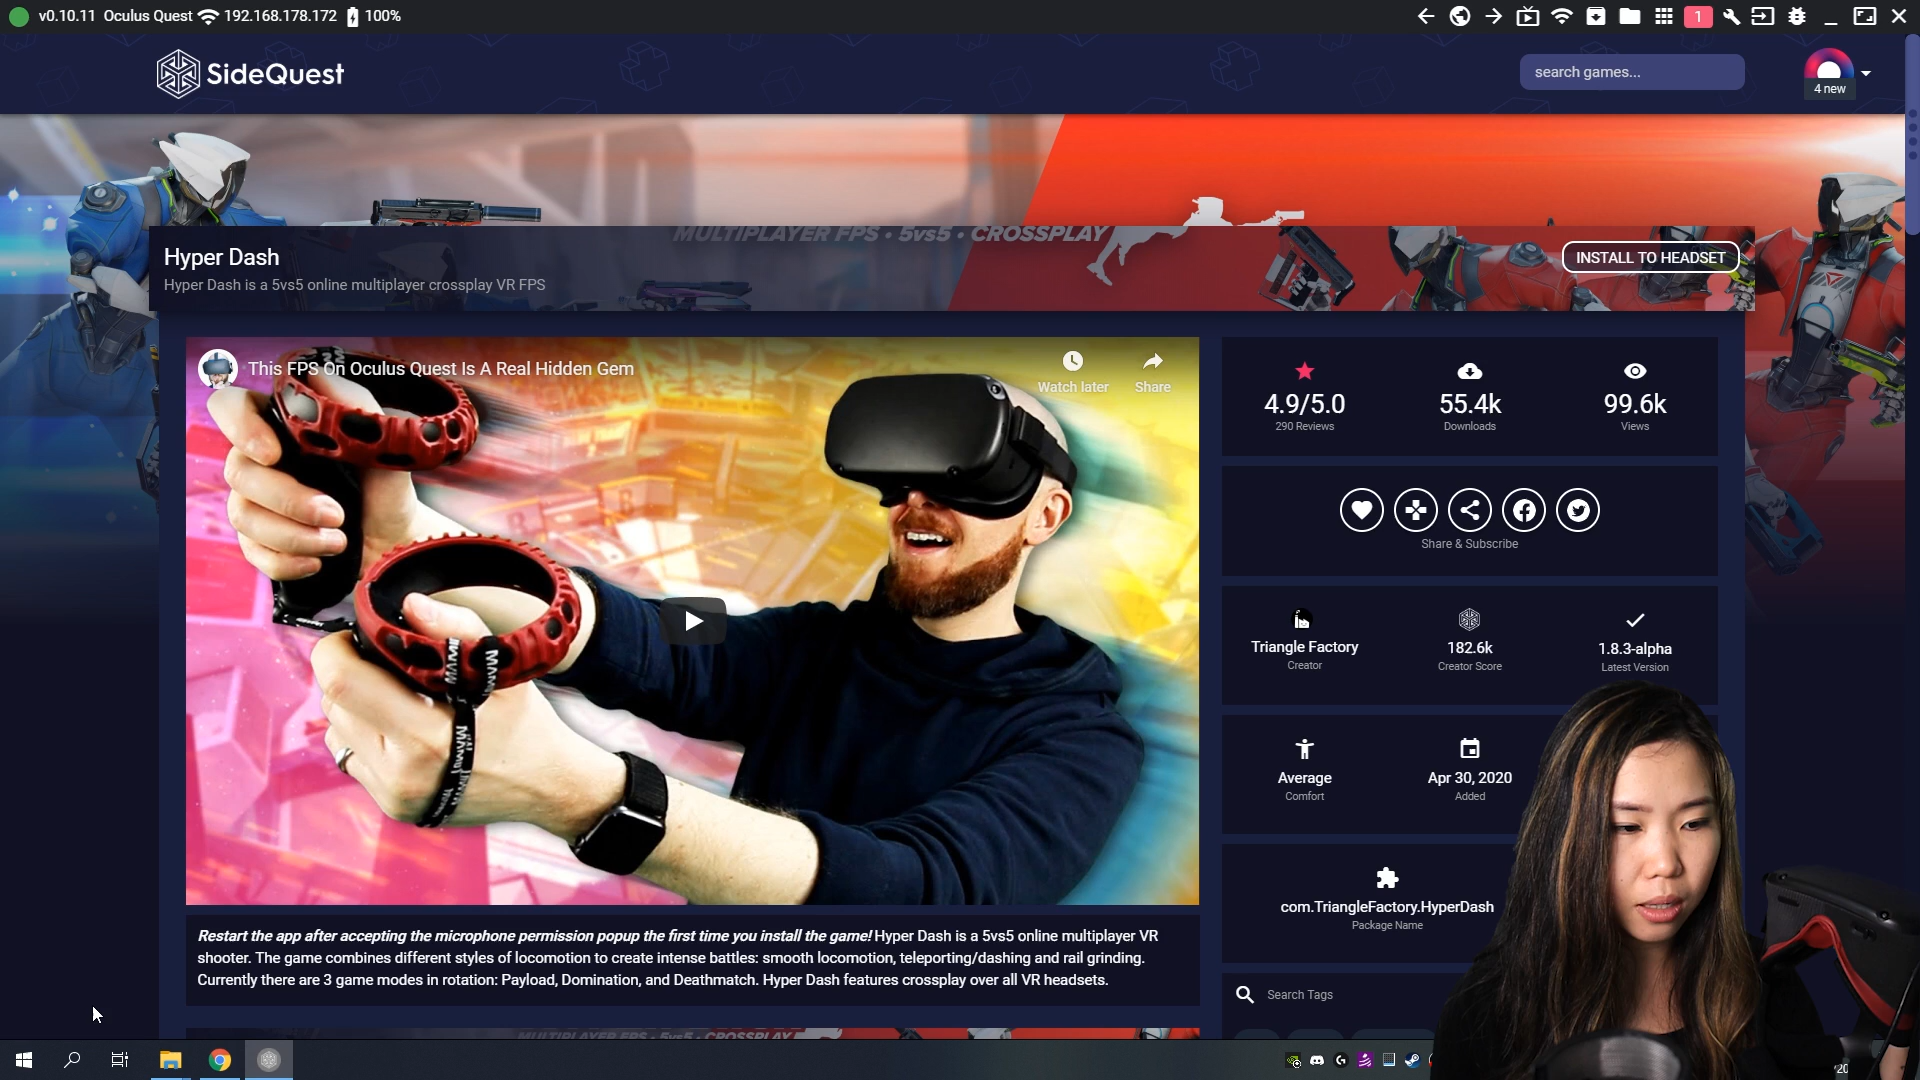 v0.10.11 Oculus Quest 192.168.178.172 100%
1
SideQuest
search games...
4 new
MULTIPLAYER FPS • 5vs5 • CROSSPLAY
Hyper Dash
INSTALL TO HEADSET
Hyper Dash is a 5vs5 online multiplayer crossplay VR FPS
This FPS On Oculus Quest Is A Real Hidden Gem
Watch later
Share
4.9/5.0
290 Reviews
55.4k
Downloads
99.6k
Views
Share & Subscribe
Triangle Factory
Creator
182.6k
Creator Score
1.8.3-alpha
Latest Version
Average
Comfort
Apr 30, 2020
Added
com.TriangleFactory.HyperDash
Package Name
Search Tags
Restart the app after accepting the microphone permission popup the first time you install the game! Hyper Dash is a 5vs5 online multiplayer VR
shooter. The game combines different styles of locomotion to create intense battles: smooth locomotion, teleporting/dashing and rail grinding.
Currently there are 3 game modes in rotation: Payload, Domination, and Deathmatch. Hyper Dash features crossplay over all VR headsets.
MULTIPLAYER FPS • 5vs5 • CROSSPLAY